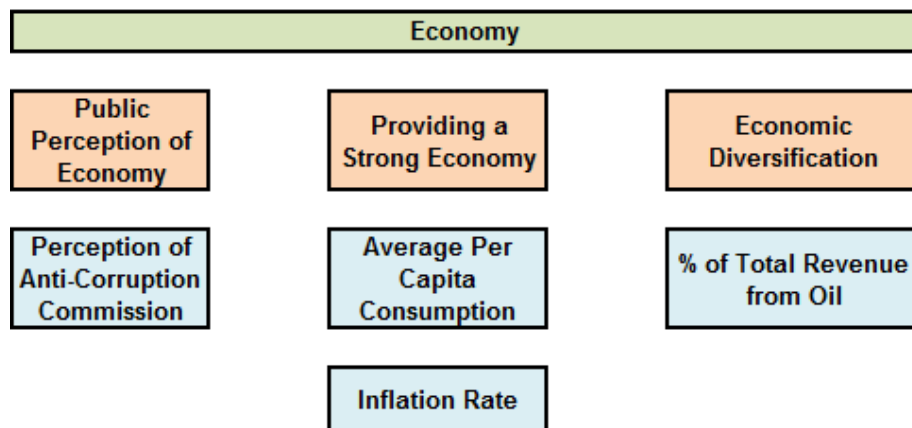 Economy
Public
Perception of
Economy
Providing a
Strong Economy
Economic
Diversification
Perception of
Anti-Corruption
Commission
Average Per
Capita
Consumption
% of Total Revenue
from Oil
Inflation Rate